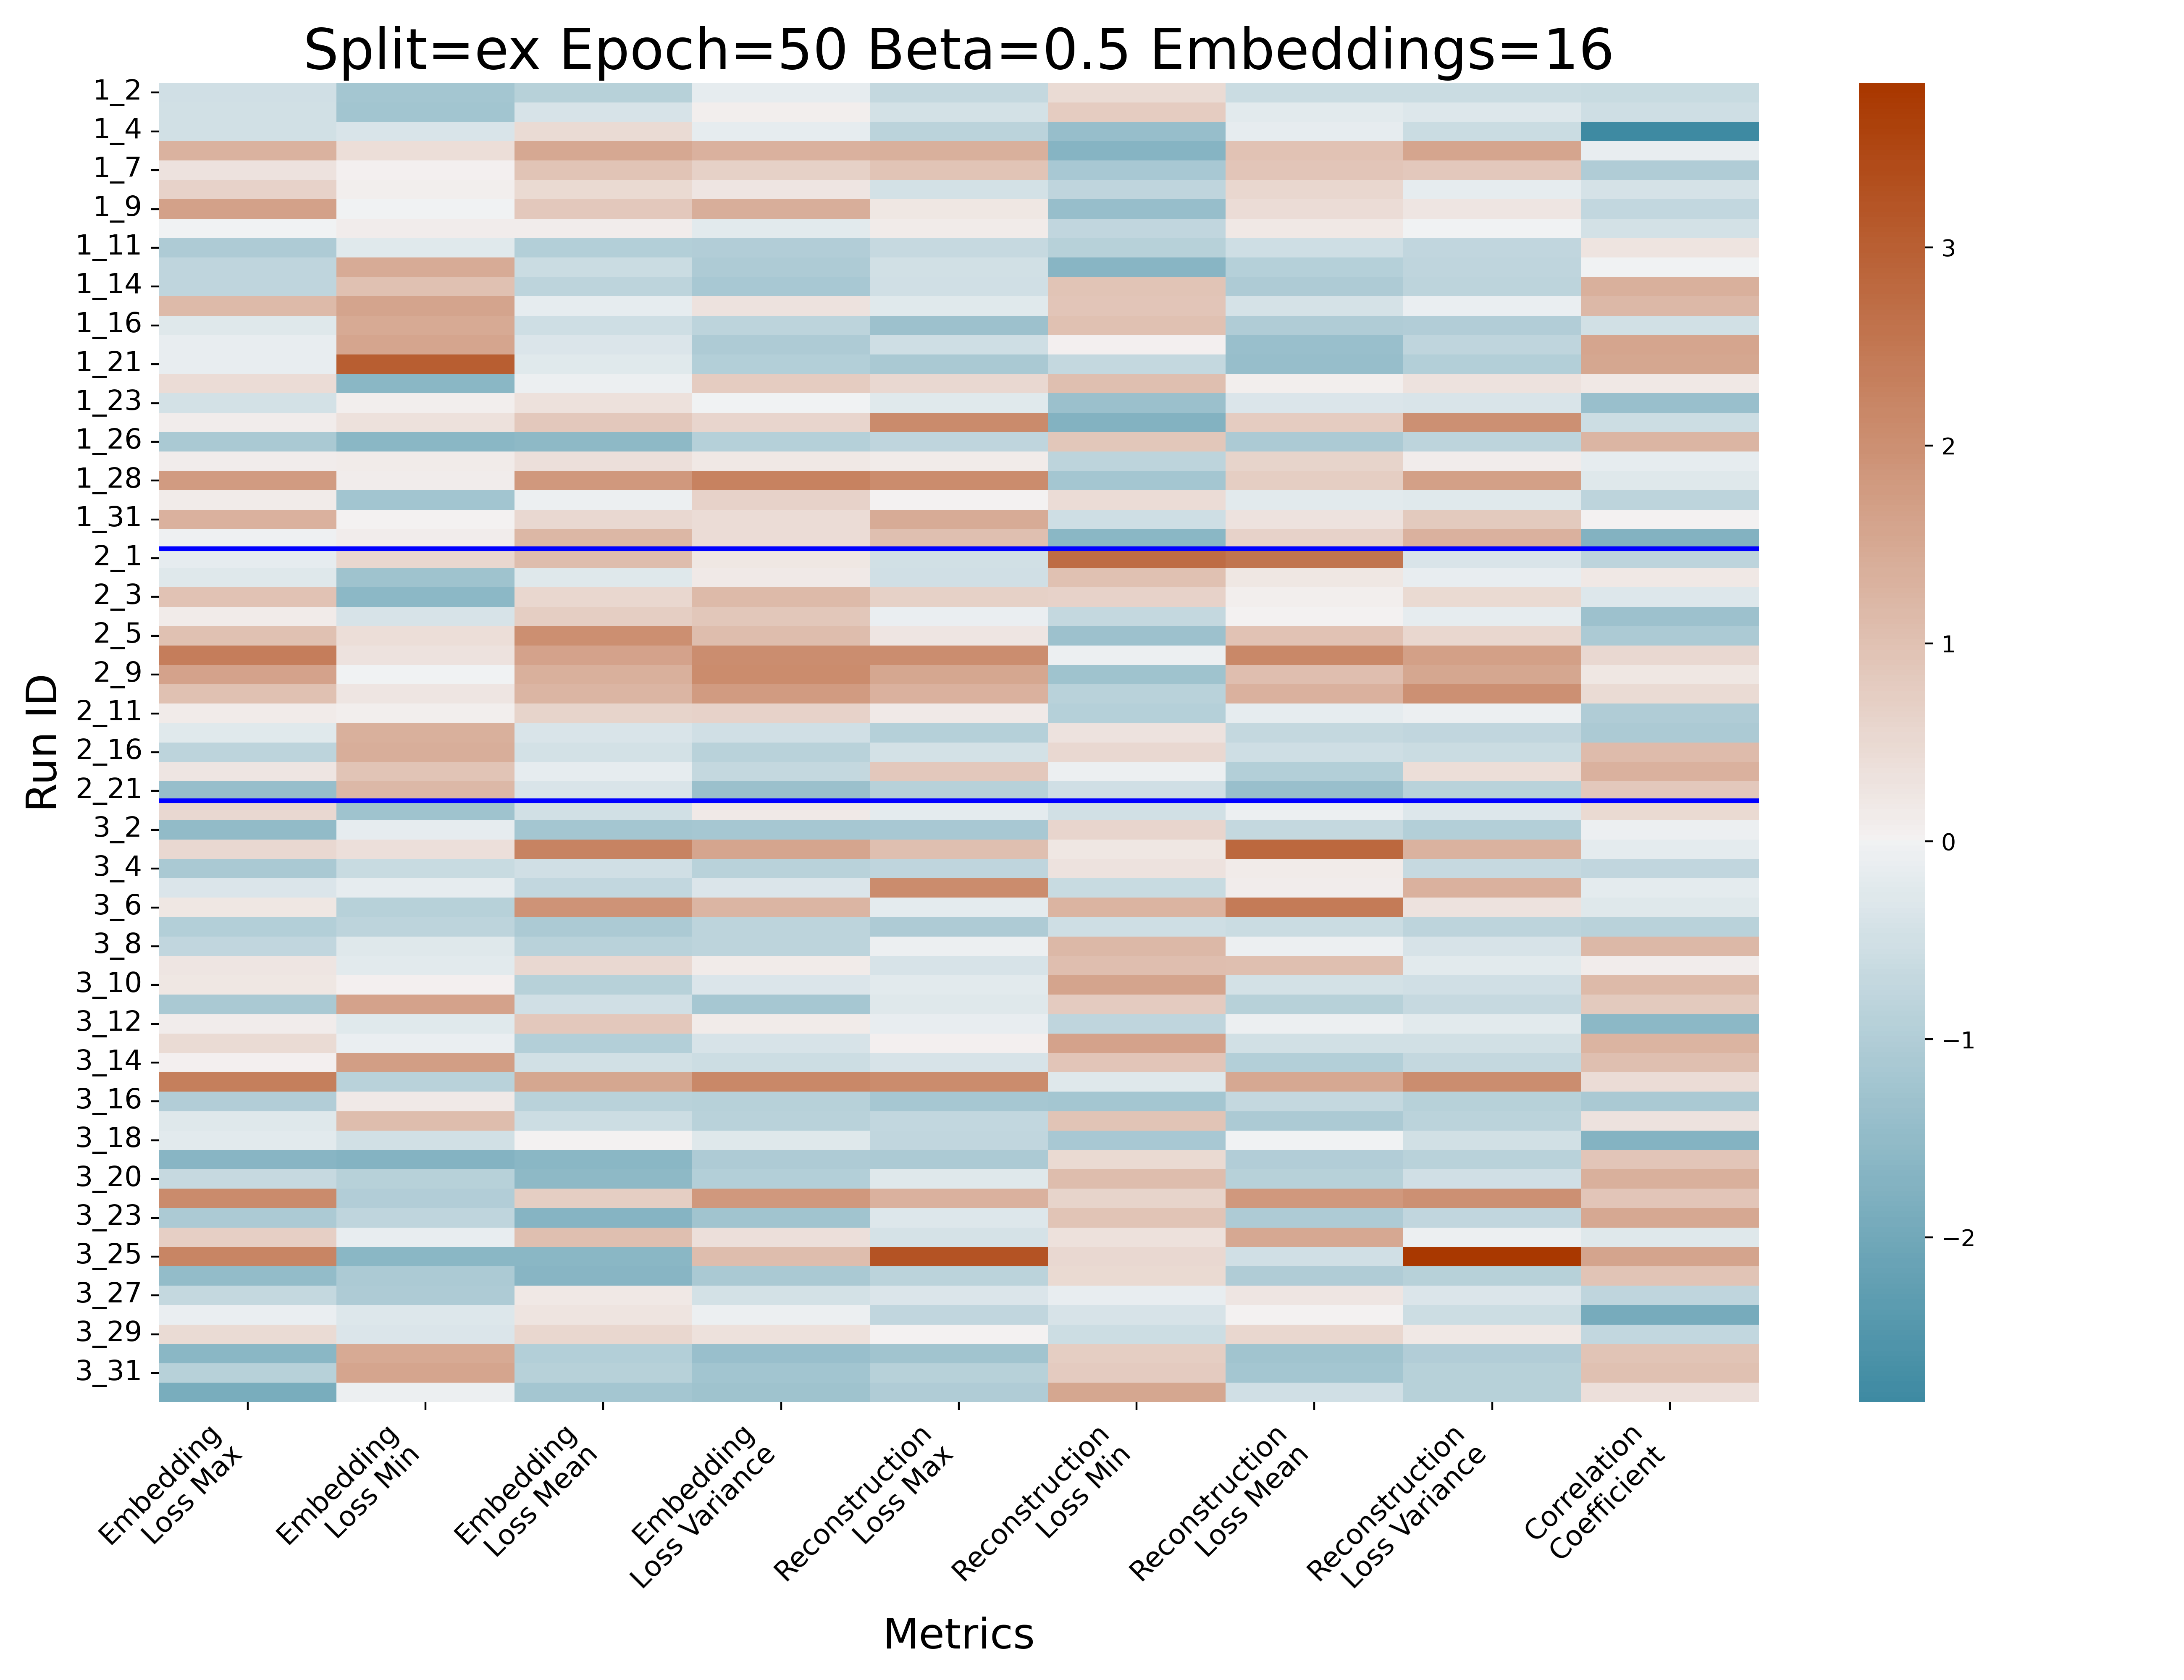 Split=ex Epoch=50 Beta=0.5 Embeddings=16
Run ID
1_2
1_4
1_7
1_9
1_11
1_14
1_16
1_21
1_23
1_26
1_28
1_31
2_1
2_3
2_5
2_9
2_11
2_16
2_21
3_2
3_4
3_6
3_8
3_10
3_12
3_14
3_16
3_18
3_20
3_23
3_25
3_27
3_29
3_31
Embedding
Loss Max
Embedding
Loss Min
Embedding
Loss Mean
Embedding
Loss Variance
Reconstruction
Loss Max
Reconstruction
Loss Min
Reconstruction
Loss Mean
Reconstruction
Loss Variance
Correlation
Coefficient
Metrics
3
2
1
0
−1
−2